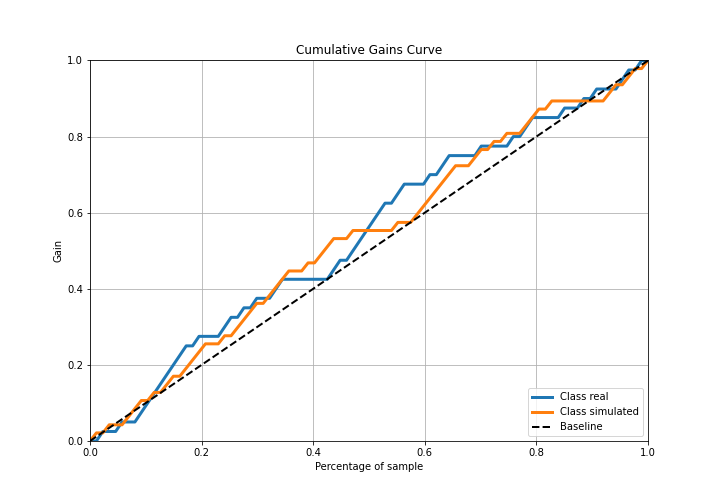 Cumulative Gains Curve
1.0
0.8
0.6
0.4
0.2
0.0
Gain
0.0 0.2 0.4 0.6 0.8 1.0
Percentage of sample
Class real
Class simulated
Baseline